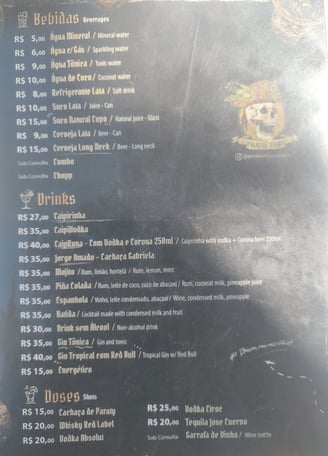 Bebidas Beverages
R$ 5,00 Água Mineral / Mineral water
R$ 6,00 Água c/Gás / Sparkling water
R$ 9,00 Água Tônica / Tonic water
R$ 10,00 Água de Coco / Coconut water
R$ 8,00 Refrigerante Lata / Soft drink
R$ 10,00 Suco Lata / Juice - Can
R$ 15,00 Suco Natural Copo / Natural Juice - Glass
R$ 9,00 Cerveja Lata / Beer - Can
R$ 15,00 Cerveja Long Neck / Beer - Long neck
Sob Consulta Combo
Sob Consulta Chopp
Drinks
R$ 27,00 Caipirinha
R$ 35,00 CaipiVodka
R$ 40,00 - Com Vodka e Corona 250ml / Caipirinha with vodka + Corona beer 250ml
R$ 35,00 Jorge Amado - Cachaça Gabriela
R$ 35,00 Mojito / Rum, limão, hortelã / Rum, lemon, mint
R$ 35,00 Piña Colada / Rum, leite de coco, suco de abacaxi / Rum, coconut milk, pineapple juice
R$ 35,00 Espanhola / Vinho, leite condensado, abacaxi / Wine, condensed milk, pineapple
R$ 35,00 Batida / Cocktail made with condensed milk and fruit
R$ 30,00 Drink sem Álcool / Non-alcohol drink
R$ 35,00 Gin Tônica / Gin and tonic
R$ 40,00 Gin Tropical com Red Bull / Tropical Gin w/ Red Bull
R$ 15,00 Energético
Doses Shots
R$ 15,00 Cachaça de Paraty
R$ 20,00 Whisky Red Label
R$ 20,00 Vodka Absolut
R$ 25,00 Vodka Ciroc
R$ 20,00 Tequila Jose Cuervo
Sob Consulta Garrafa de Vinho / Wine bottle